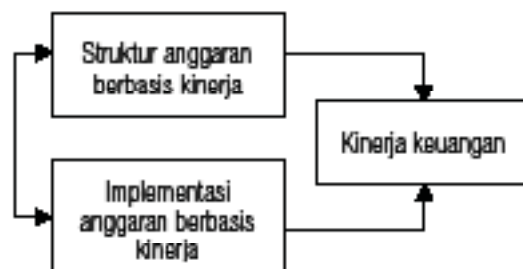 Struktur anggaran
berbasis kinerja
Kinerja keuangan
Implementasi
anggaran berbasis
kinerja